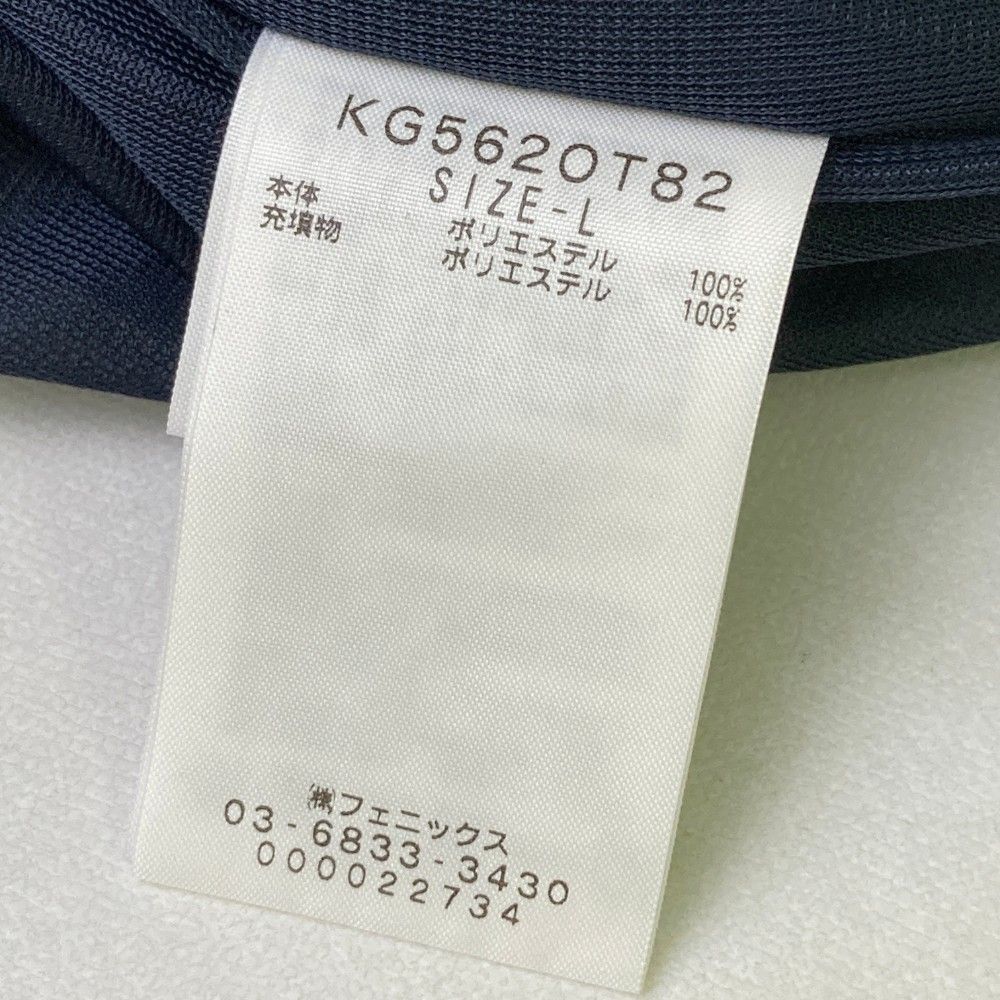 KG5620T82
SIZE-L
本体 ポリエステル 100%
充填物 ポリエステル 100%
㈱フェニックス
03-6833-3430
000022734